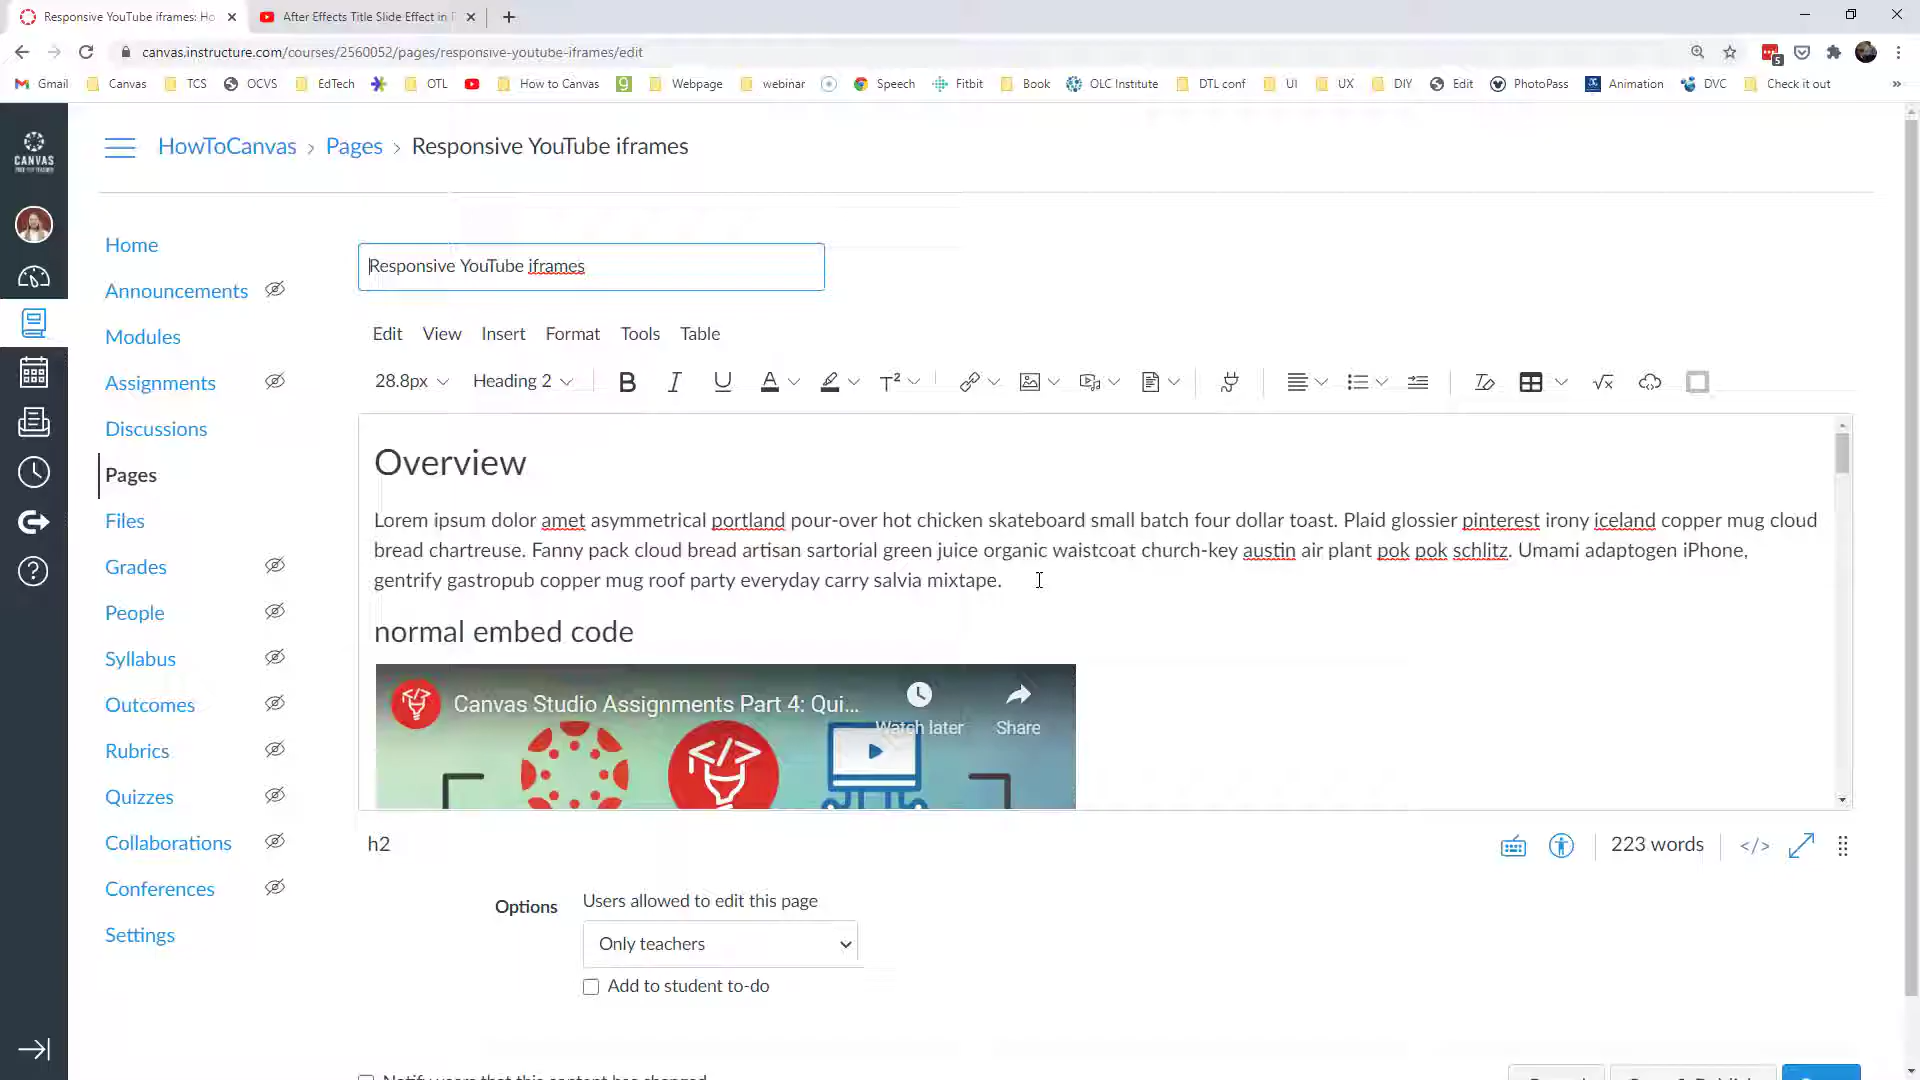 Responsive YouTube iframes: Ho
After Effects Title Slide Effect in
canvas.instructure.com/courses/2560052/pages/responsive-youtube-iframes/edit
5
Gmail Canvas TCS OCVS EdTech OTL How to Canvas Webpage webinar Speech Fitbit Book OLC Institute DTL conf UI UX DIY Edit PhotoPass Animation DVC Check it out
CANVAS
HowToCanvas › Pages › Responsive YouTube iframes
Home
Announcements
Modules
Assignments
Discussions
Pages
Files
Grades
People
Syllabus
Outcomes
Rubrics
Quizzes
Collaborations
Conferences
Settings
Responsive YouTube iframes
Edit View Insert Format Tools Table
28.8px Heading 2
Overview
Lorem ipsum dolor amet asymmetrical portland pour-over hot chicken skateboard small batch four dollar toast. Plaid glossier pinterest irony iceland copper mug cloud
bread chartreuse. Fanny pack cloud bread artisan sartorial green juice organic waistcoat church-key austin air plant pok pok schlitz. Umami adaptogen iPhone,
gentrify gastropub copper mug roof party everyday carry salvia mixtape.
normal embed code
Canvas Studio Assignments Part 4: Qui...
Watch later Share
h2
223 words </>
Options
Users allowed to edit this page
Only teachers
Add to student to-do
Notify users that this content has changed